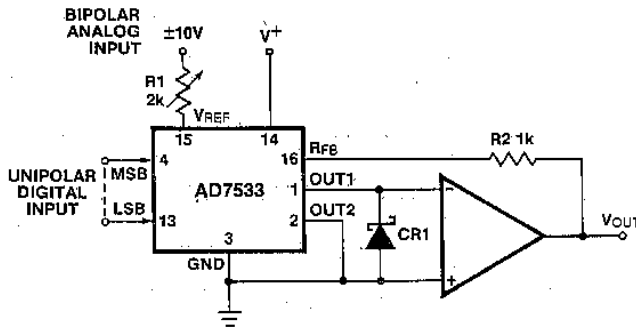 BIPOLAR
ANALOG
INPUT
±10V
V+
R1
2k
VREF
15
14
RFB
16
R2 1k
UNIPOLAR
DIGITAL
INPUT
MSB
4
AD7533
OUT1
1
LSB
13
OUT2
2
3
GND
CR1
−
+
VOUT